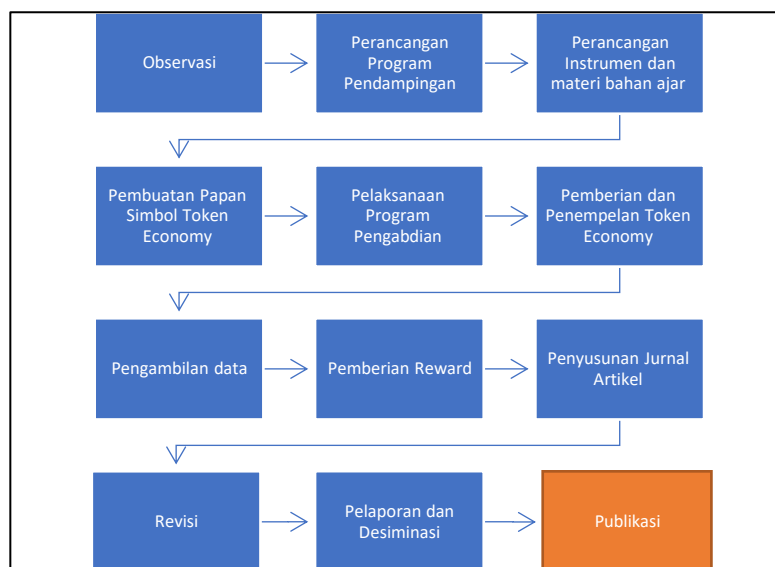 Observasi
Perancangan
Program
Pendampingan
Perancangan
Instrumen dan
materi bahan ajar
Pembuatan Papan
Simbol Token
Economy
Pelaksanaan
Program
Pengabdian
Pemberian dan
Penempelan Token
Economy
Pengambilan data
Pemberian Reward
Penyusunan Jurnal
Artikel
Revisi
Pelaporan dan
Desiminasi
Publikasi